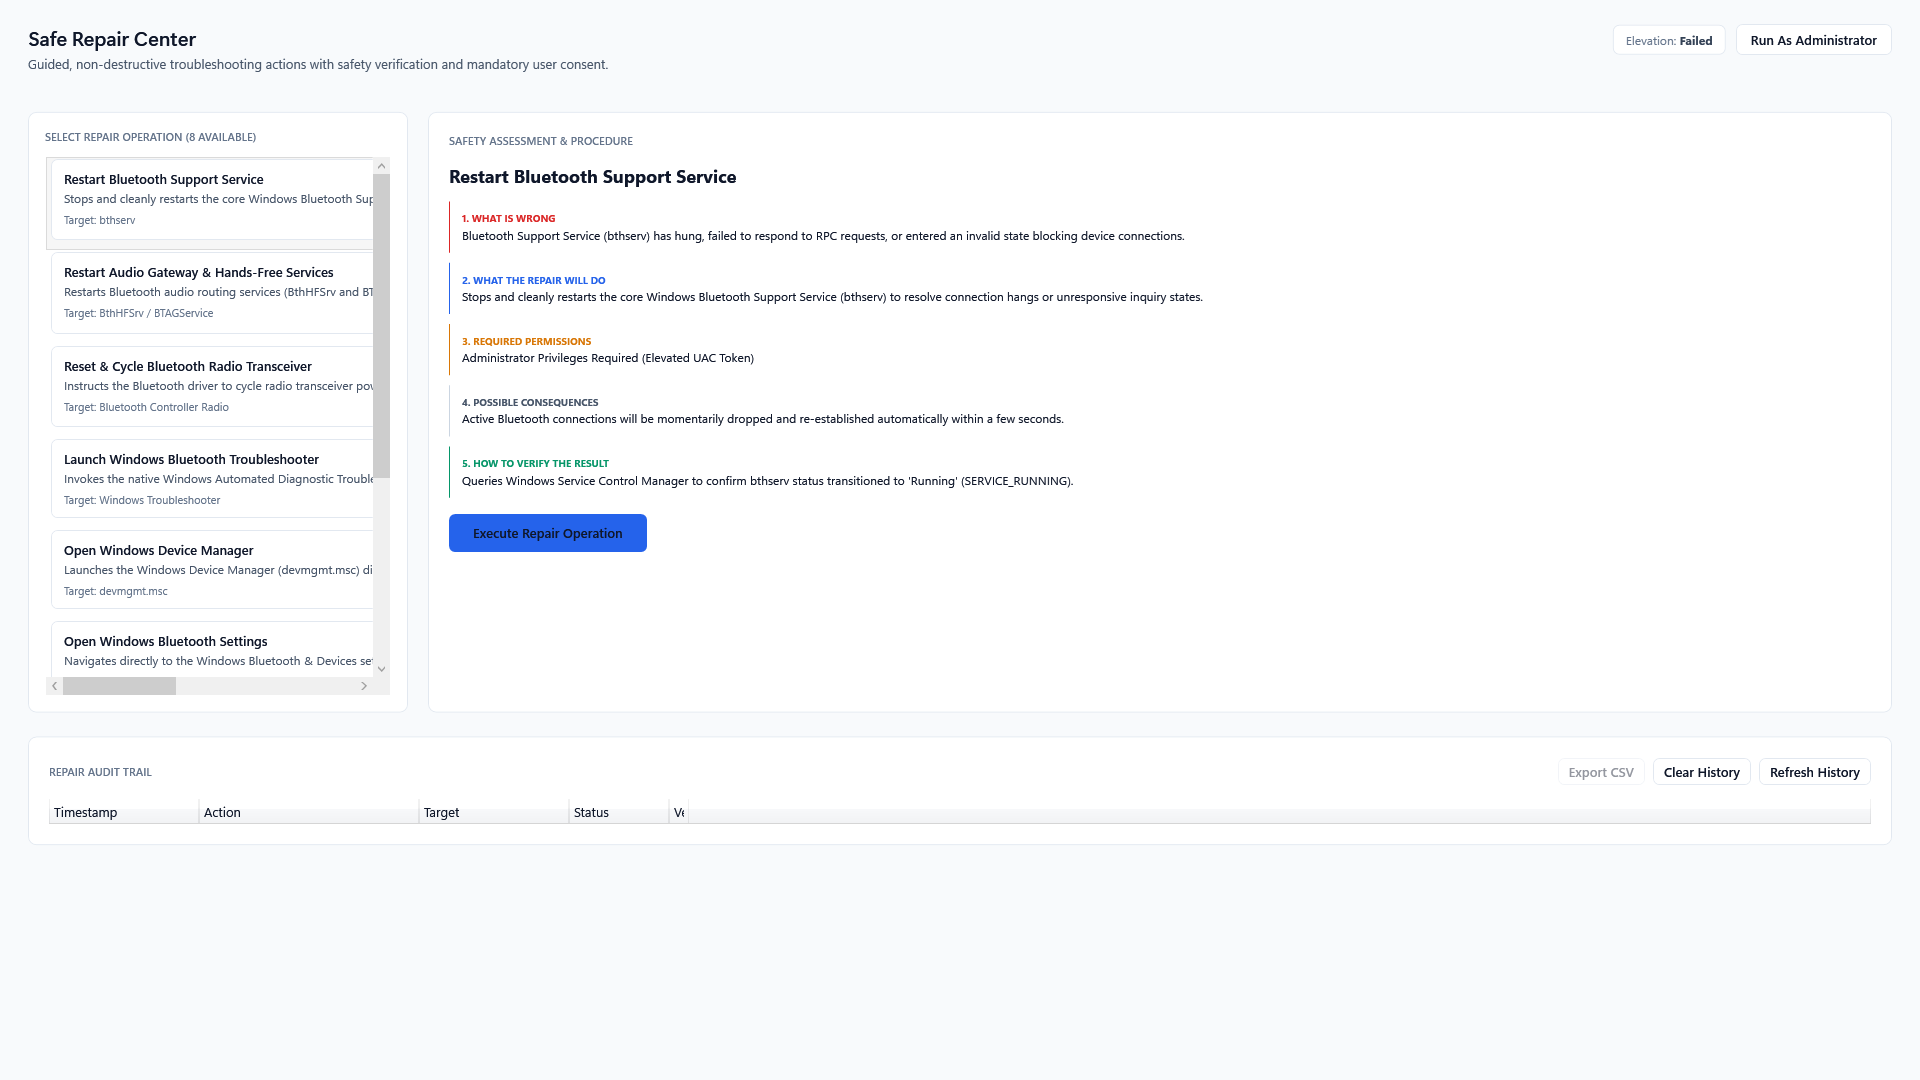 Safe Repair Center
Guided, non-destructive troubleshooting actions with safety verification and mandatory user consent.
Elevation: Failed
Run As Administrator
SELECT REPAIR OPERATION (8 AVAILABLE)
Restart Bluetooth Support Service
Stops and cleanly restarts the core Windows Bluetooth Sup
Target: bthserv
Restart Audio Gateway & Hands-Free Services
Restarts Bluetooth audio routing services (BthHFSrv and BT
Target: BthHFSrv / BTAGService
Reset & Cycle Bluetooth Radio Transceiver
Instructs the Bluetooth driver to cycle radio transceiver pow
Target: Bluetooth Controller Radio
Launch Windows Bluetooth Troubleshooter
Invokes the native Windows Automated Diagnostic Trouble
Target: Windows Troubleshooter
Open Windows Device Manager
Launches the Windows Device Manager (devmgmt.msc) di
Target: devmgmt.msc
Open Windows Bluetooth Settings
Navigates directly to the Windows Bluetooth & Devices set
SAFETY ASSESSMENT & PROCEDURE
Restart Bluetooth Support Service
1. WHAT IS WRONG
Bluetooth Support Service (bthserv) has hung, failed to respond to RPC requests, or entered an invalid state blocking device connections.
2. WHAT THE REPAIR WILL DO
Stops and cleanly restarts the core Windows Bluetooth Support Service (bthserv) to resolve connection hangs or unresponsive inquiry states.
3. REQUIRED PERMISSIONS
Administrator Privileges Required (Elevated UAC Token)
4. POSSIBLE CONSEQUENCES
Active Bluetooth connections will be momentarily dropped and re-established automatically within a few seconds.
5. HOW TO VERIFY THE RESULT
Queries Windows Service Control Manager to confirm bthserv status transitioned to 'Running' (SERVICE_RUNNING).
Execute Repair Operation
REPAIR AUDIT TRAIL
Export CSV
Clear History
Refresh History
Timestamp
Action
Target
Status
Ve